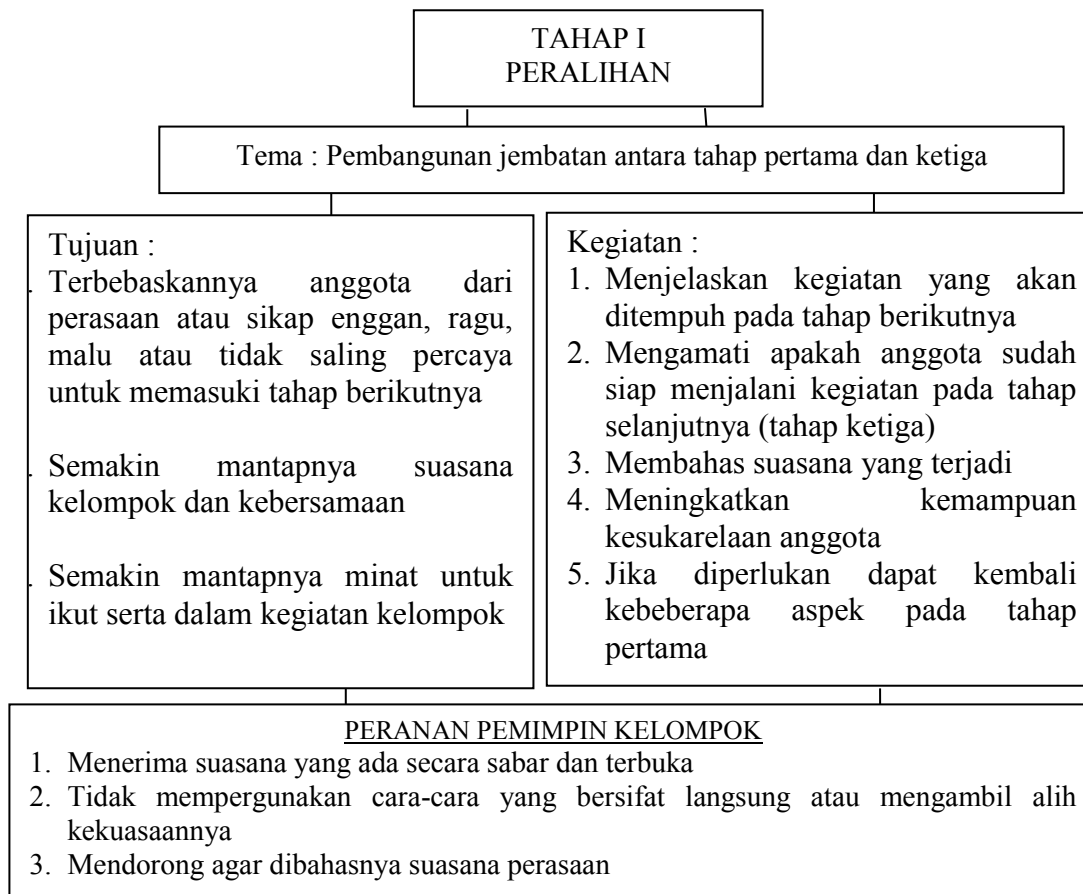 TAHAP I
PERALIHAN
Tema : Pembangunan jembatan antara tahap pertama dan ketiga
Tujuan :
. Terbebaskannya anggota dari
perasaan atau sikap enggan, ragu,
malu atau tidak saling percaya
untuk memasuki tahap berikutnya
. Semakin mantapnya suasana
kelompok dan kebersamaan
. Semakin mantapnya minat untuk
ikut serta dalam kegiatan kelompok
Kegiatan :
1. Menjelaskan kegiatan yang akan
ditempuh pada tahap berikutnya
2. Mengamati apakah anggota sudah
siap menjalani kegiatan pada tahap
selanjutnya (tahap ketiga)
3. Membahas suasana yang terjadi
4. Meningkatkan kemampuan
kesukarelaan anggota
5. Jika diperlukan dapat kembali
kebeberapa aspek pada tahap
pertama
PERANAN PEMIMPIN KELOMPOK
1. Menerima suasana yang ada secara sabar dan terbuka
2. Tidak mempergunakan cara-cara yang bersifat langsung atau mengambil alih
kekuasaannya
3. Mendorong agar dibahasnya suasana perasaan